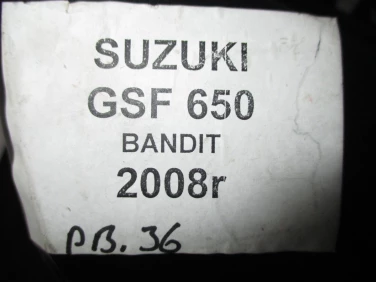 SUZUKI
GSF 650
BANDIT
2008r
PB. 36